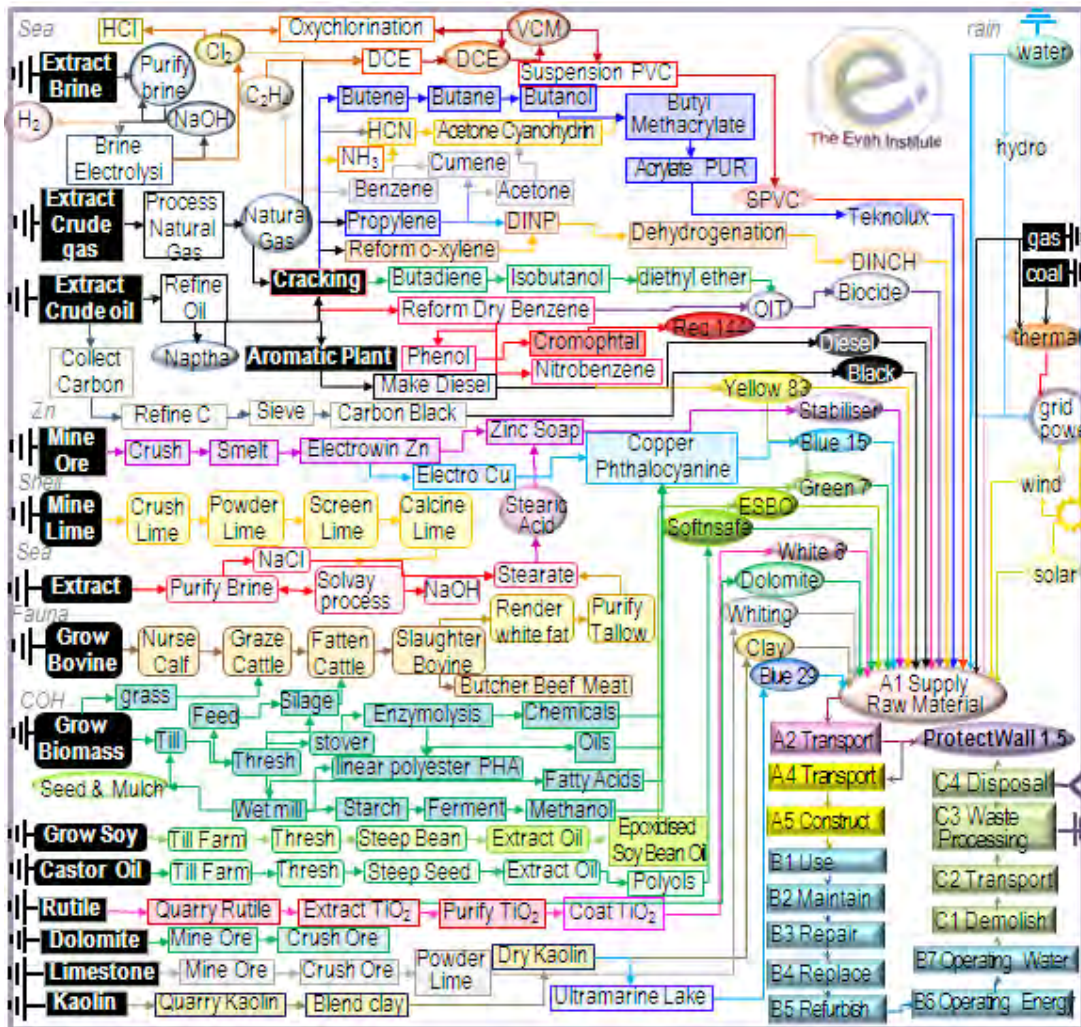 Sea
HCl
Cl2
Oxychlorination
VCM
rain
water
Extract
Brine
Purify
brine
DCE
DCE
Suspension PVC
C2H4
H2
NaOH
Butene
Butane
Butanol
Butyl
Methacrylate
The Evah Institute
HCN
Acetone Cyanohydrin
Brine
Electrolysi
NH3
Cumene
hydro
Benzene
Acetone
Acrylate PUR
Extract
Crude
gas
Process
Natural
Gas
Natural
Gas
SPVC
Propylene
DINP
Teknolux
Reform o-xylene
Dehydrogenation
gas
DINCH
coal
Cracking
Butadiene
Isobutanol
diethyl ether
Extract
Crude oil
Refine
Oil
Reform Dry Benzene
OIT
Biocide
Naptha
Aromatic Plant
Red 144
Diesel
thermal
Collect
Carbon
Phenol
Cromophtal
Nitrobenzene
Black
Make Diesel
Yellow 83
Refine C
Sieve
Carbon Black
Stabiliser
grid
power
Zn
Mine
Ore
Crush
Smelt
Electrowin Zn
Zinc Soap
Copper
Phthalocyanine
Blue 15
Electro Cu
wind
Shell
Green 7
Mine
Lime
Crush
Lime
Powder
Lime
Screen
Lime
Calcine
Lime
Stearic
Acid
ESBO
Softnsafe
Sea
NaCl
White 6
Extract
Purify Brine
Solvay
process
NaOH
Stearate
Dolomite
solar
Fauna
Render
white fat
Purify
Tallow
Whiting
Grow
Bovine
Nurse
Calf
Graze
Cattle
Fatten
Cattle
Slaughter
Bovine
Clay
Butcher Beef Meat
Blue 29
A1 Supply
Raw Material
COH
grass
Silage
Grow
Biomass
Feed
Enzymolysis
Chemicals
Till
stover
Oils
A2 Transport
ProtectWall 1.5
Thresh
linear polyester PHA
Fatty Acids
A4 Transport
C4 Disposal
Seed & Mulch
Wet mill
Starch
Ferment
Methanol
A5 Construct
C3 Waste
Processing
Grow Soy
Till Farm
Thresh
Steep Bean
Extract Oil
Epoxidised
Soy Bean Oil
B1 Use
C2 Transport
Castor Oil
Till Farm
Thresh
Steep Seed
Extract Oil
Polyols
B2 Maintain
Rutile
Quarry Rutile
Extract TiO2
Purify TiO2
Coat TiO2
C1 Demolish
Dolomite
Mine Ore
Crush Ore
B3 Repair
Limestone
Mine Ore
Crush Ore
Powder
Lime
Dry Kaolin
B4 Replace
B7 Operating Water
Kaolin
Quarry Kaolin
Blend clay
Ultramarine Lake
B5 Refurbish
B6 Operating Energy